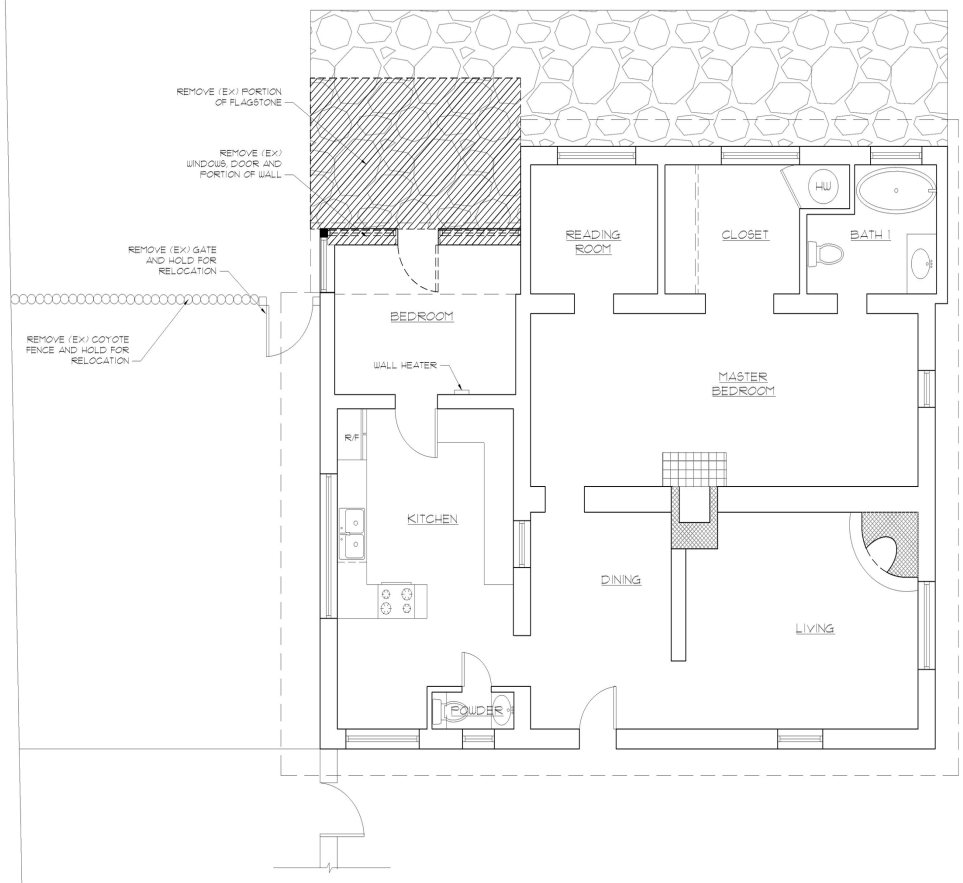 REMOVE (EX) PORTION
OF FLAGSTONE
REMOVE (EX)
WINDOWS, DOOR AND
PORTION OF WALL
REMOVE (EX) GATE
AND HOLD FOR
RELOCATION
REMOVE (EX) COYOTE
FENCE AND HOLD FOR
RELOCATION
READING
ROOM
CLOSET
HW
BATH 1
BEDROOM
WALL HEATER
MASTER
BEDROOM
R/F
KITCHEN
DINING
LIVING
POWDER